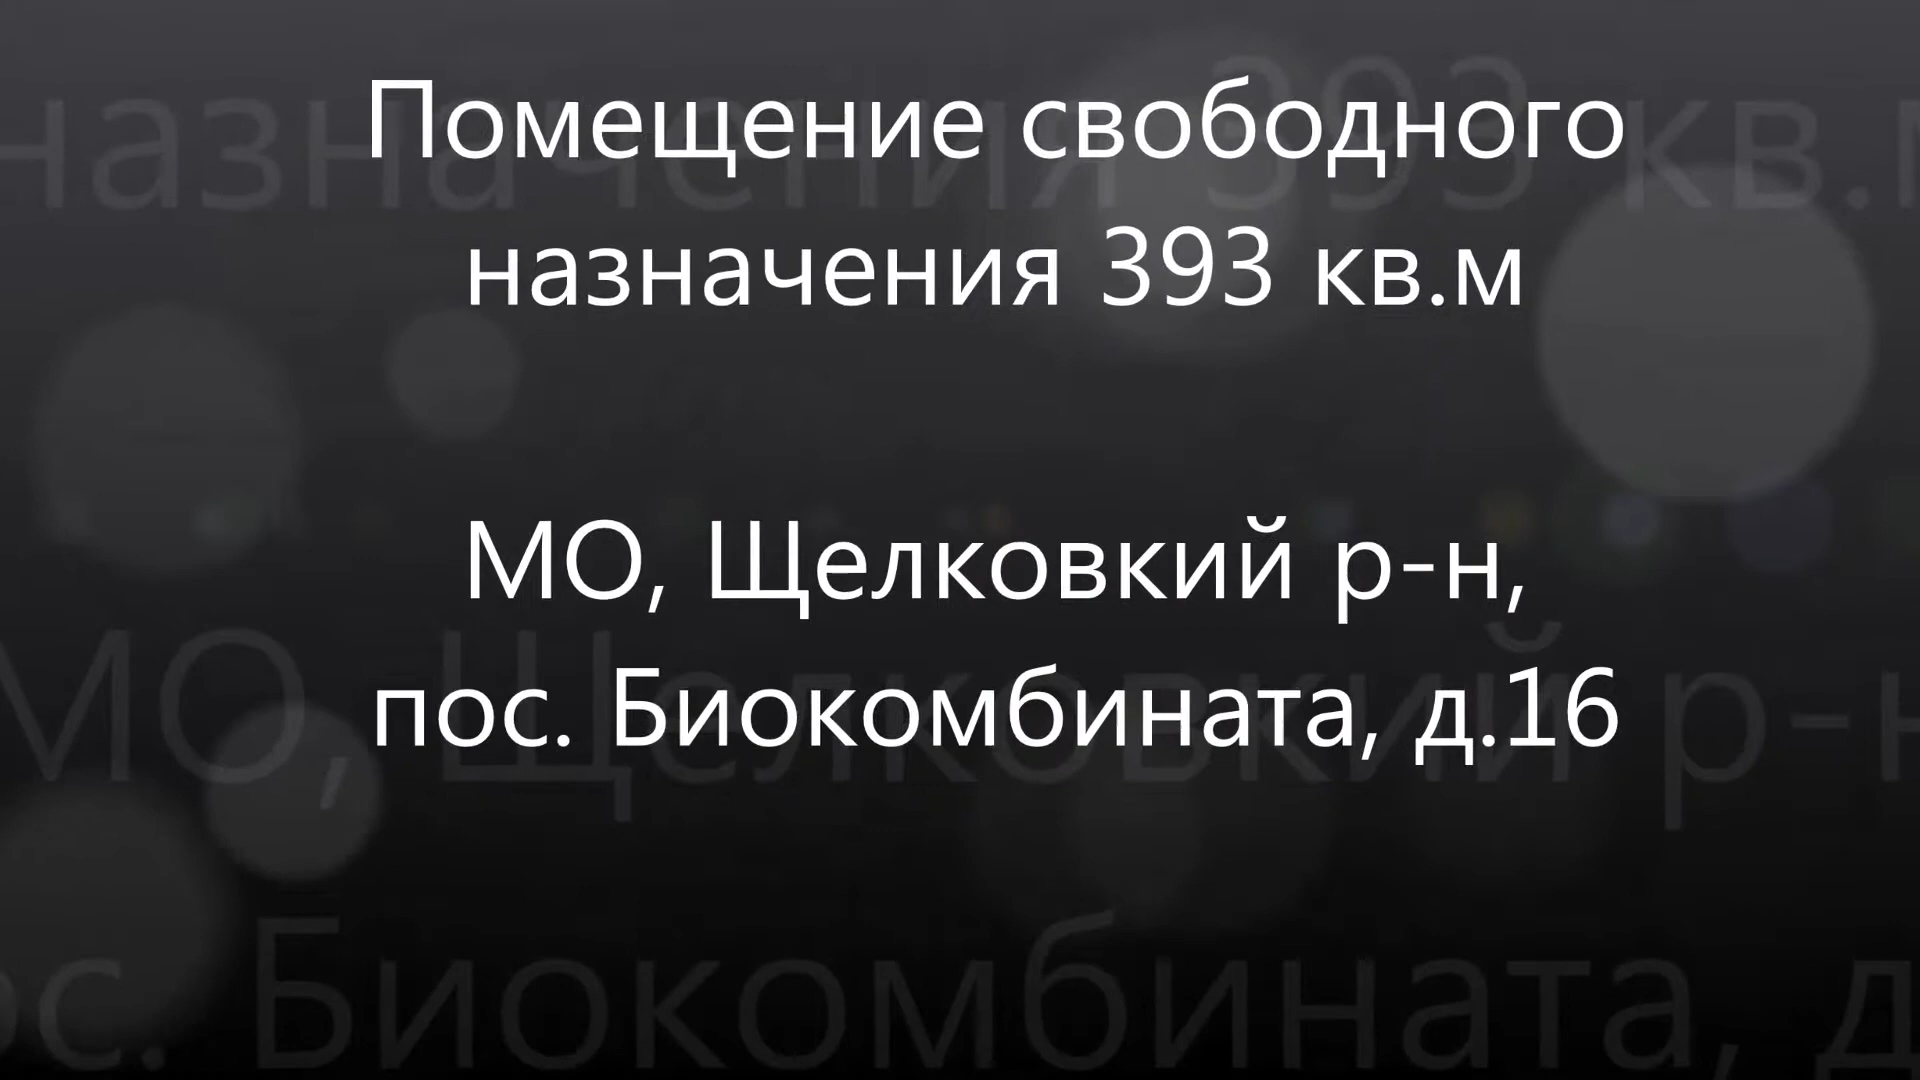 Помещение свободного
назначения 393 кв.м
МО, Щелковкий р-н,
пос. Биокомбината, д.16